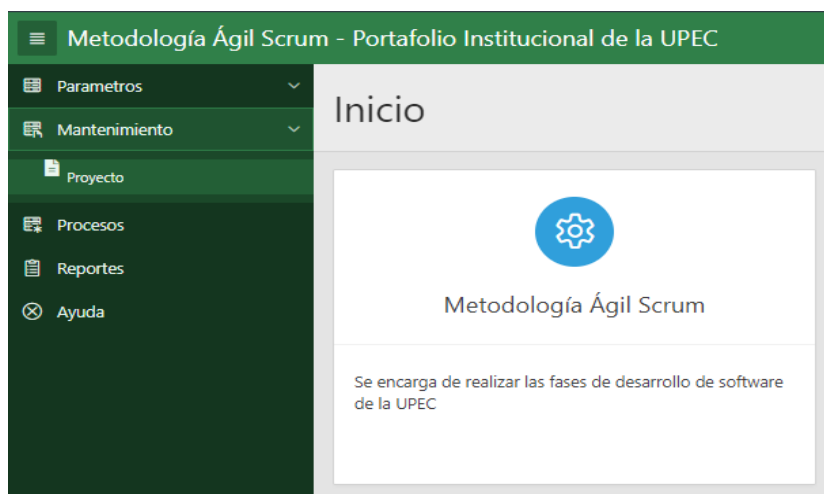 Metodología Ágil Scrum - Portafolio Institucional de la UPEC
Parametros
Mantenimiento
Proyecto
Procesos
Reportes
Ayuda
Inicio
Metodología Ágil Scrum
Se encarga de realizar las fases de desarrollo de software
de la UPEC